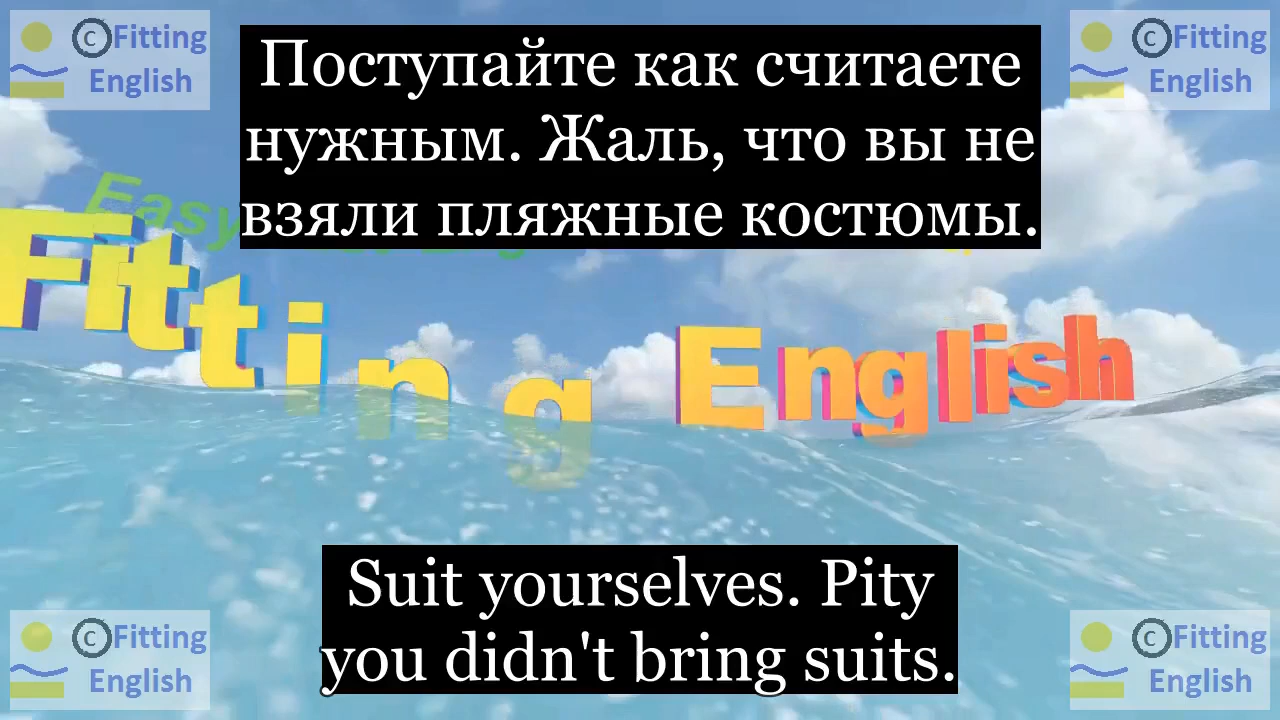 ©Fitting
English
©Fitting
English
Поступайте как считаете
нужным. Жаль, что вы не
взяли пляжные костюмы.
Easy
Fitting English
Suit yourselves. Pity
you didn't bring suits.
©Fitting
English
©Fitting
English